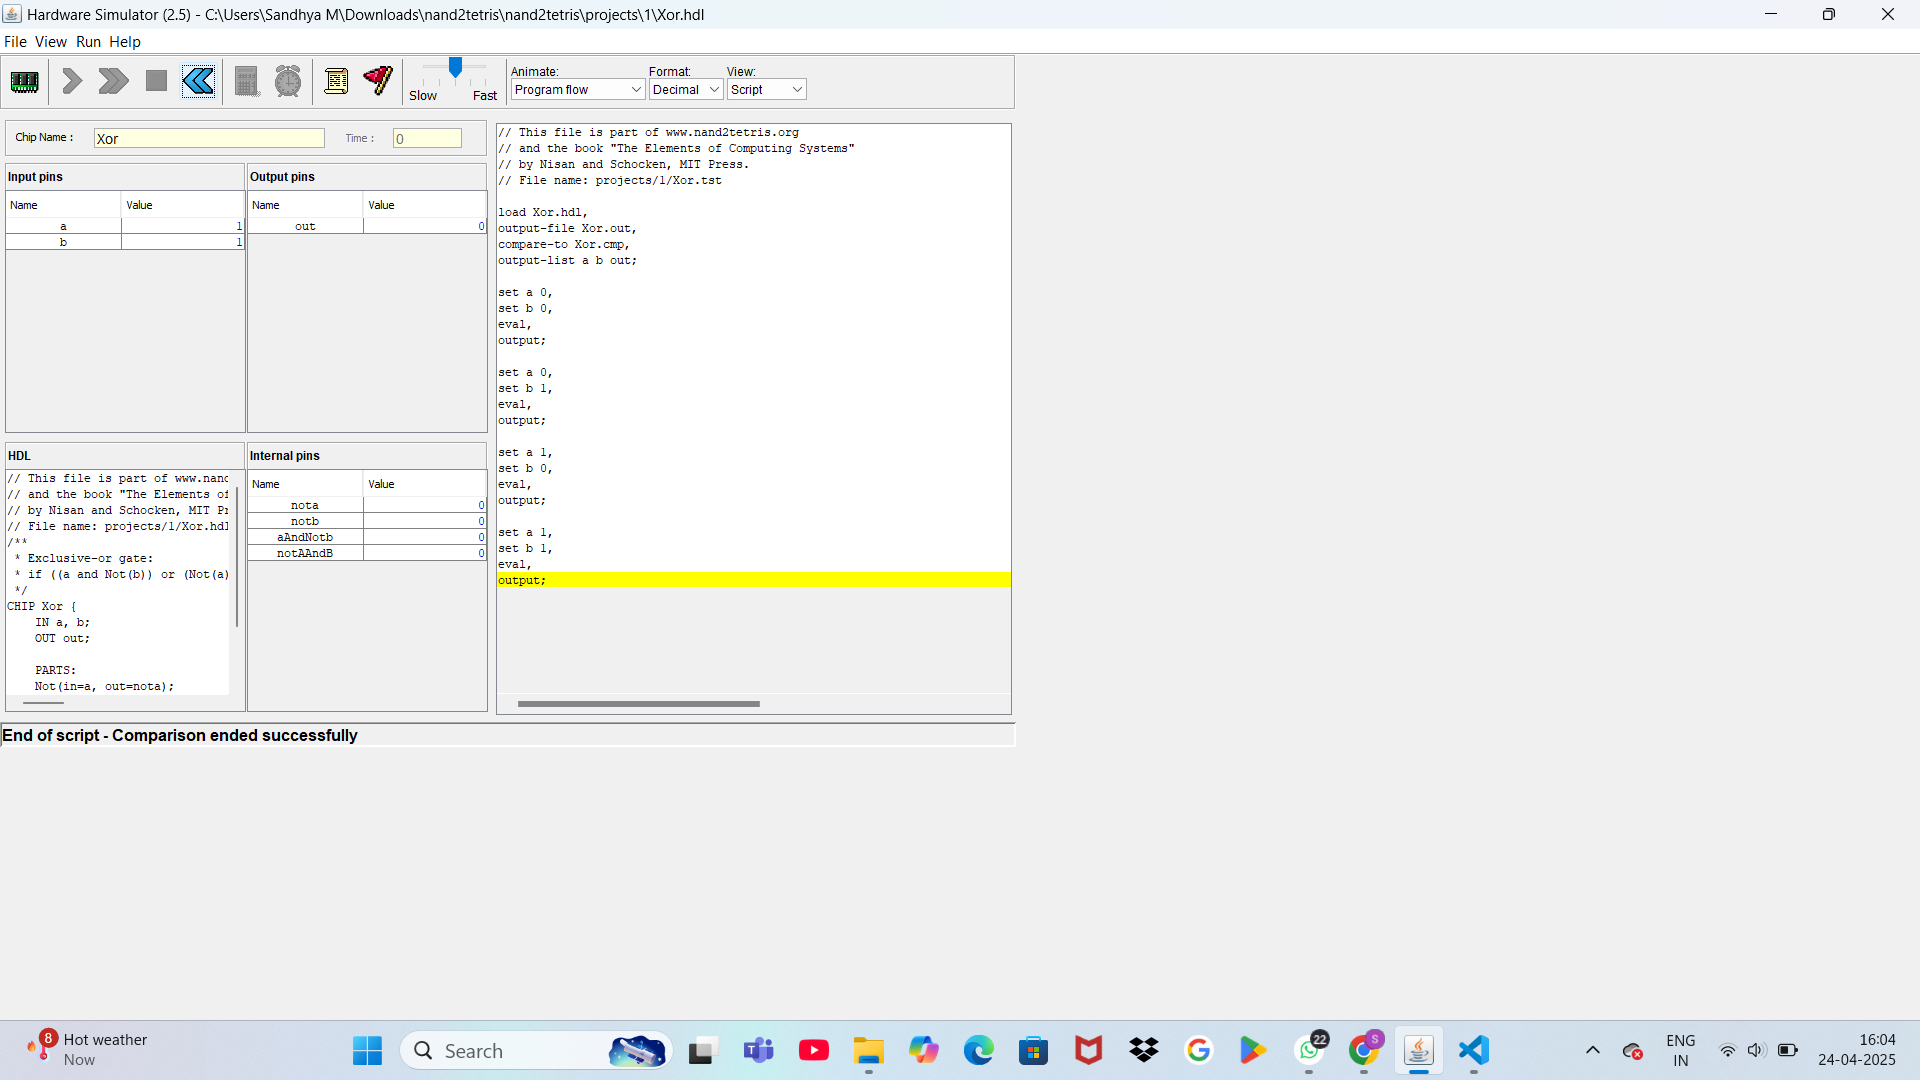 Hardware Simulator (2.5) - C:\Users\Sandhya M\Downloads\nand2tetris\nand2tetris\projects\1\Xor.hdl
File View Run Help
Slow Fast
Animate:
Program flow
Format:
Decimal
View:
Script
Chip Name :
Xor
Time :
0
Input pins
Name Value
a 1
b 1
Output pins
Name Value
out 0
HDL
// This file is part of www.nand
// and the book "The Elements of
// by Nisan and Schocken, MIT Pr
// File name: projects/1/Xor.hdl
/**
* Exclusive-or gate:
* if ((a and Not(b)) or (Not(a)
*/
CHIP Xor {
IN a, b;
OUT out;
PARTS:
Not(in=a, out=nota);
Internal pins
Name Value
nota 0
notb 0
aAndNotb 0
notAAndB 0
// This file is part of www.nand2tetris.org
// and the book "The Elements of Computing Systems"
// by Nisan and Schocken, MIT Press.
// File name: projects/1/Xor.tst
load Xor.hdl,
output-file Xor.out,
compare-to Xor.cmp,
output-list a b out;
set a 0,
set b 0,
eval,
output;
set a 0,
set b 1,
eval,
output;
set a 1,
set b 0,
eval,
output;
set a 1,
set b 1,
eval,
output;
End of script - Comparison ended successfully
8
Hot weather
Now
Search
22
S
ENG
IN
16:04
24-04-2025